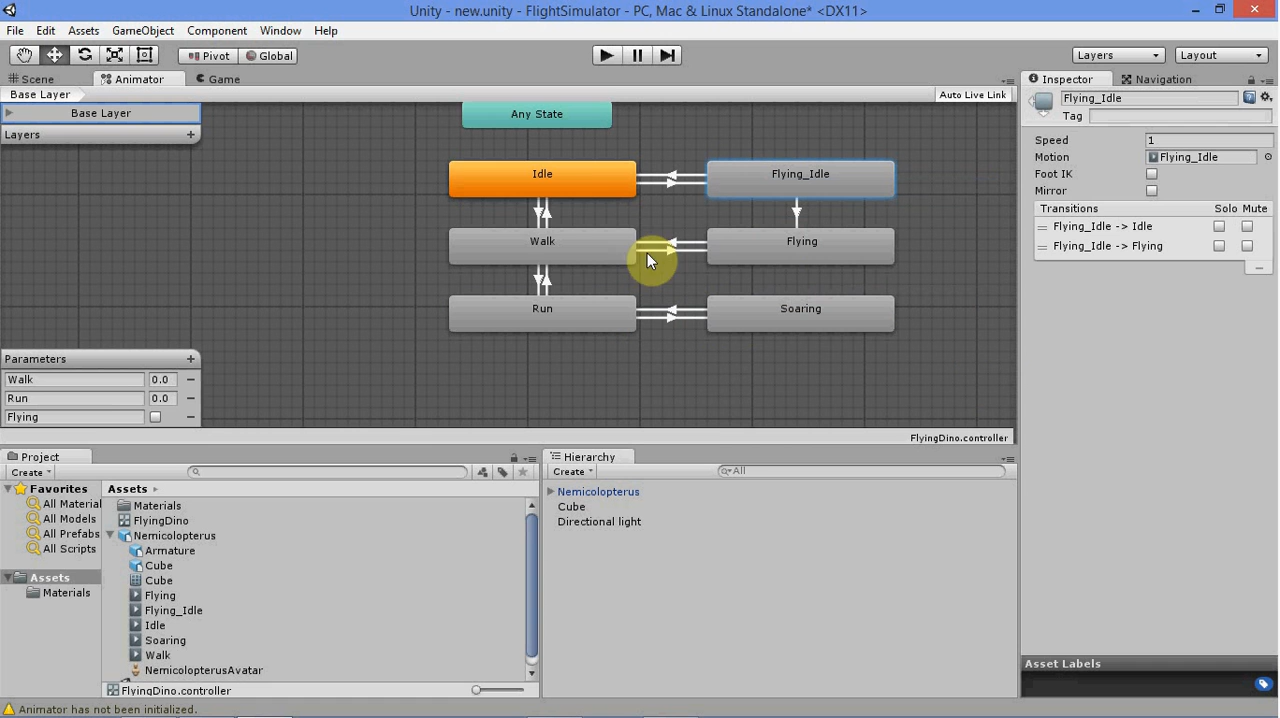 Unity - new.unity - FlightSimulator - PC, Mac & Linux Standalone* <DX11>
File Edit Assets GameObject Component Window Help
Pivot Global Layers Layout
Scene Animator Game
Base Layer Auto Live Link
Base Layer
Layers
Any State
Idle Flying_Idle
Walk Flying
Run Soaring
Parameters
Walk 0.0
Run 0.0
Flying
FlyingDino.controller
Inspector Navigation
Flying_Idle
Tag
Speed 1
Motion Flying_Idle
Foot IK
Mirror
Transitions Solo Mute
Flying_Idle -> Idle
Flying_Idle -> Flying
Project
Create
Favorites
All Material
All Models
All Prefabs
All Scripts
Assets
Materials
Assets
Materials
FlyingDino
Nemicolopterus
Armature
Cube
Cube
Flying
Flying_Idle
Idle
Soaring
Walk
NemicolopterusAvatar
FlyingDino.controller
Hierarchy
Create All
Nemicolopterus
Cube
Directional light
Asset Labels
Animator has not been initialized.